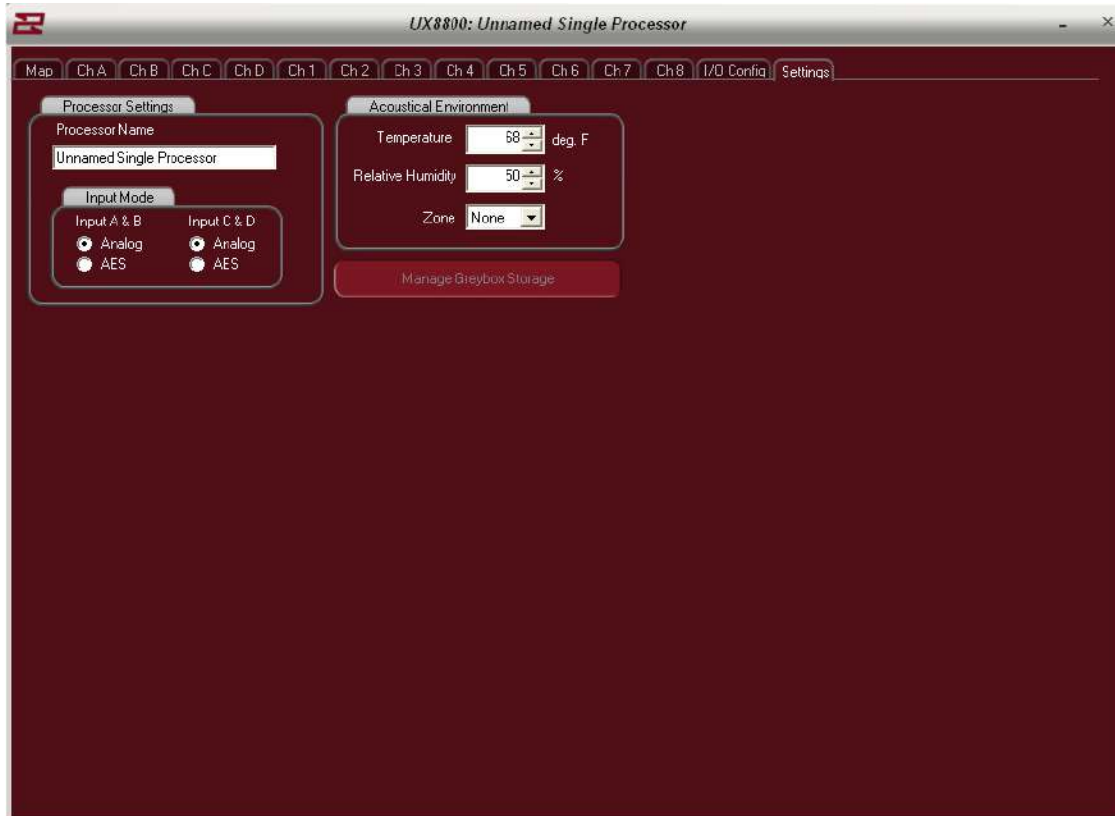 UX8800: Unnamed Single Processor
Map Ch A Ch B Ch C Ch D Ch 1 Ch 2 Ch 3 Ch 4 Ch 5 Ch 6 Ch 7 Ch 8 I/O Config Settings
Processor Settings
Processor Name
Unnamed Single Processor
Input Mode
Input A & B Input C & D
Analog Analog
AES AES
Acoustical Environment
Temperature 68 deg. F
Relative Humidity 50 %
Zone None
Manage Greybox Storage